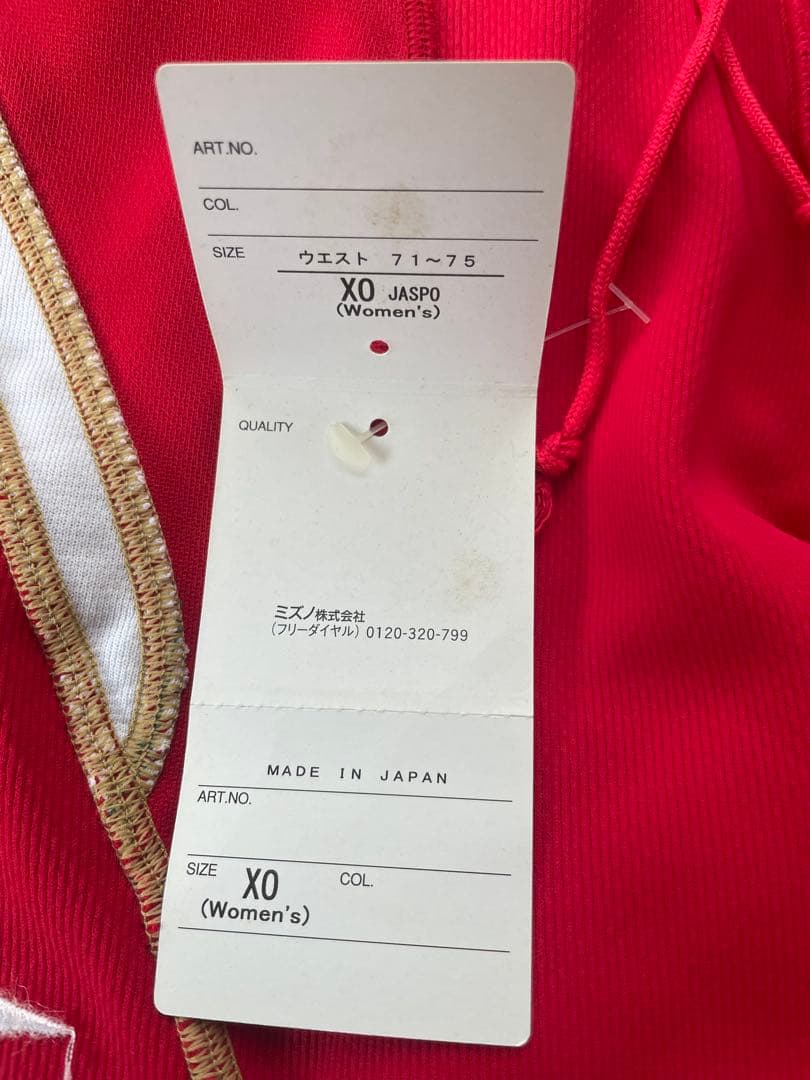 ART.NO.
COL.
SIZE ウエスト 71～75
XO JASPO
(Women's)
QUALITY
ミズノ株式会社
(フリーダイヤル) 0120-320-799
MADE IN JAPAN
ART.NO.
SIZE XO COL.
(Women's)